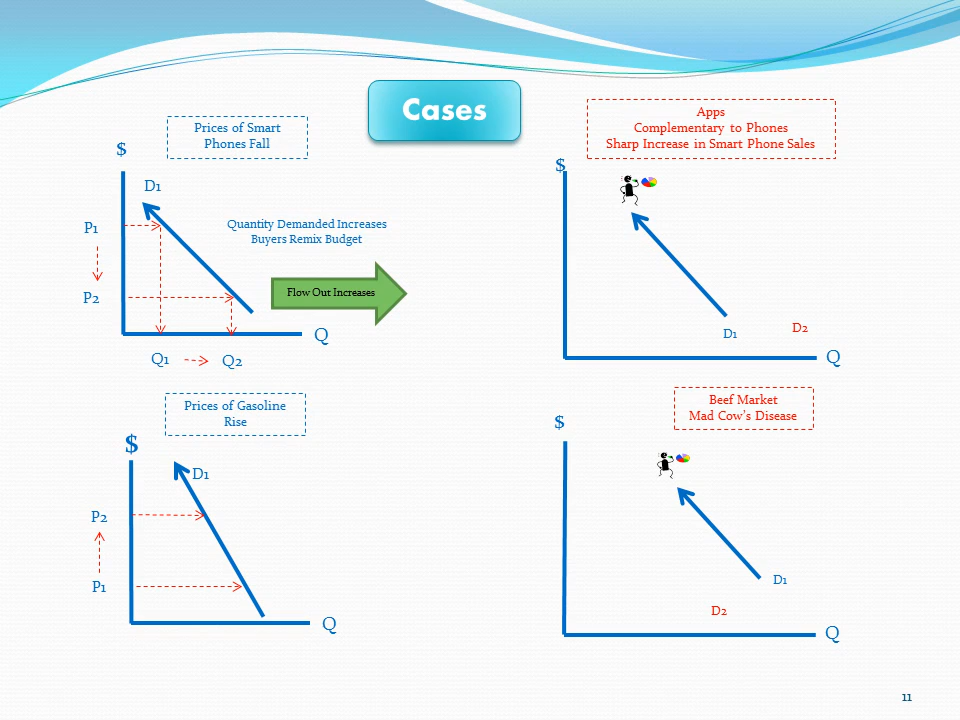 Cases
Prices of Smart
Phones Fall
$
D1
P1
P2
Quantity Demanded Increases
Buyers Remix Budget
Flow Out Increases
Q
Q1
Q2
Apps
Complementary to Phones
Sharp Increase in Smart Phone Sales
$
D1
D2
Q
Prices of Gasoline
Rise
$
D1
P2
P1
Q
Beef Market
Mad Cow's Disease
$
D1
D2
Q
11